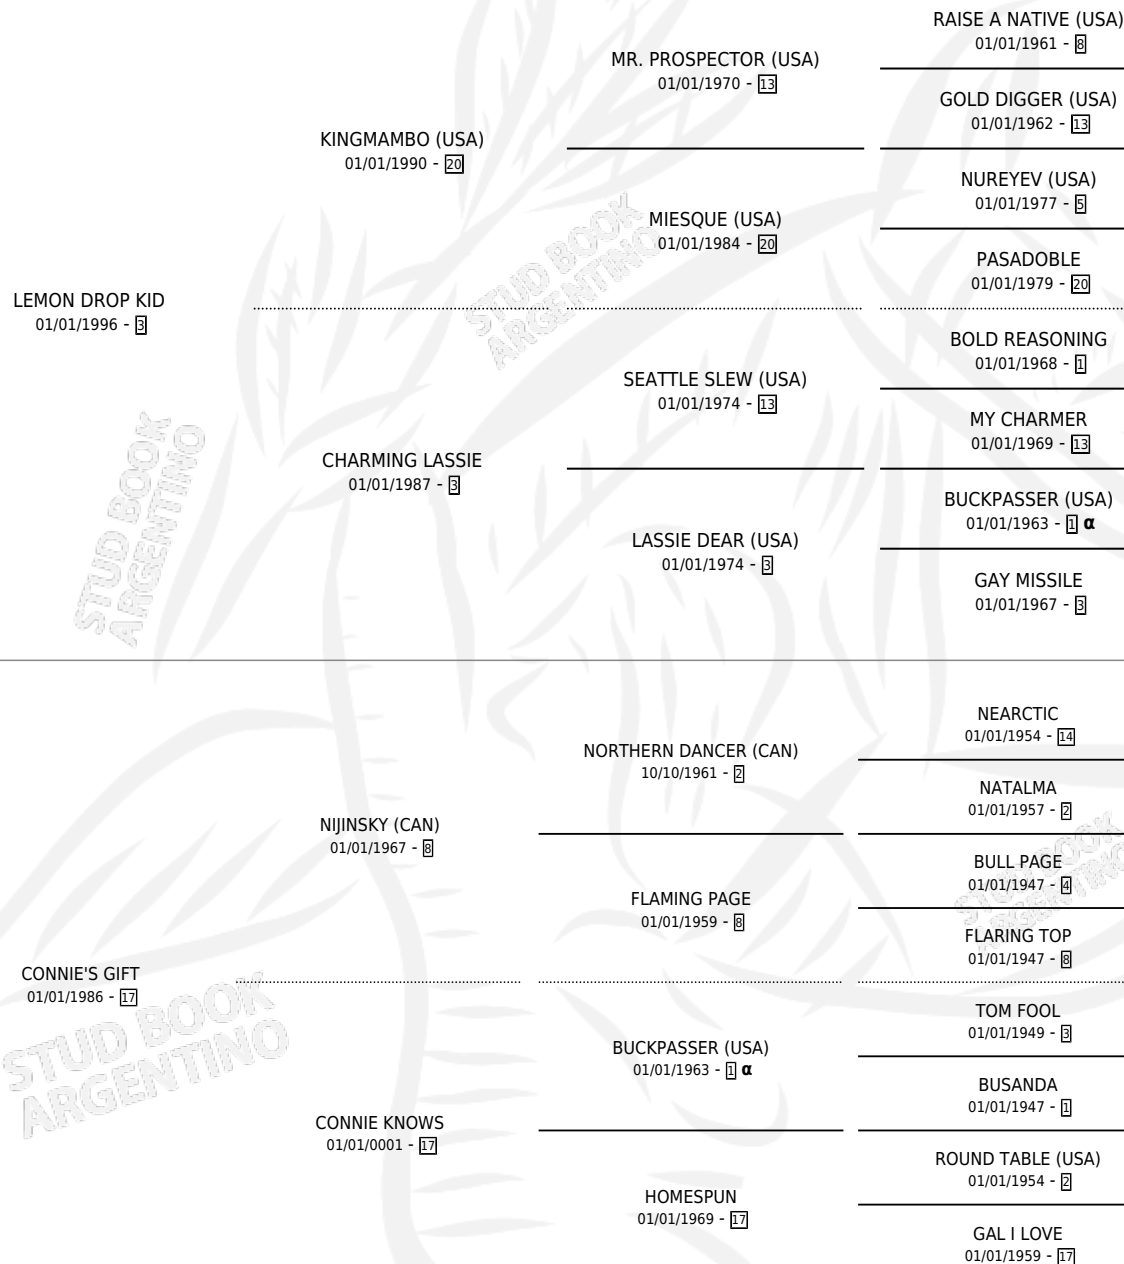 RAISE A NATIVE (USA)
01/01/1961 - 8
MR. PROSPECTOR (USA)
01/01/1970 - 13
GOLD DIGGER (USA)
01/01/1962 - 13
KINGMAMBO (USA)
01/01/1990 - 20
NUREYEV (USA)
01/01/1977 - 5
MIESQUE (USA)
01/01/1984 - 20
PASADOBLE
01/01/1979 - 20
LEMON DROP KID
01/01/1996 - 3
BOLD REASONING
01/01/1968 - 1
SEATTLE SLEW (USA)
01/01/1974 - 13
MY CHARMER
01/01/1969 - 13
CHARMING LASSIE
01/01/1987 - 3
BUCKPASSER (USA)
01/01/1963 - 1 α
LASSIE DEAR (USA)
01/01/1974 - 3
GAY MISSILE
01/01/1967 - 3
NEARCTIC
01/01/1954 - 14
NORTHERN DANCER (CAN)
10/10/1961 - 2
NATALMA
01/01/1957 - 2
NIJINSKY (CAN)
01/01/1967 - 8
BULL PAGE
01/01/1947 - 4
FLAMING PAGE
01/01/1959 - 8
FLARING TOP
01/01/1947 - 8
CONNIE'S GIFT
01/01/1986 - 17
TOM FOOL
01/01/1949 - 3
BUCKPASSER (USA)
01/01/1963 - 1 α
BUSANDA
01/01/1947 - 1
CONNIE KNOWS
01/01/0001 - 17
ROUND TABLE (USA)
01/01/1954 - 2
HOMESPUN
01/01/1969 - 17
GAL I LOVE
01/01/1959 - 17
STUD BOOK
ARGENTINO
STUD BOOK
ARGENTINO
STUD BOOK
ARGENTINO
STUD BOOK
ARGENTINO